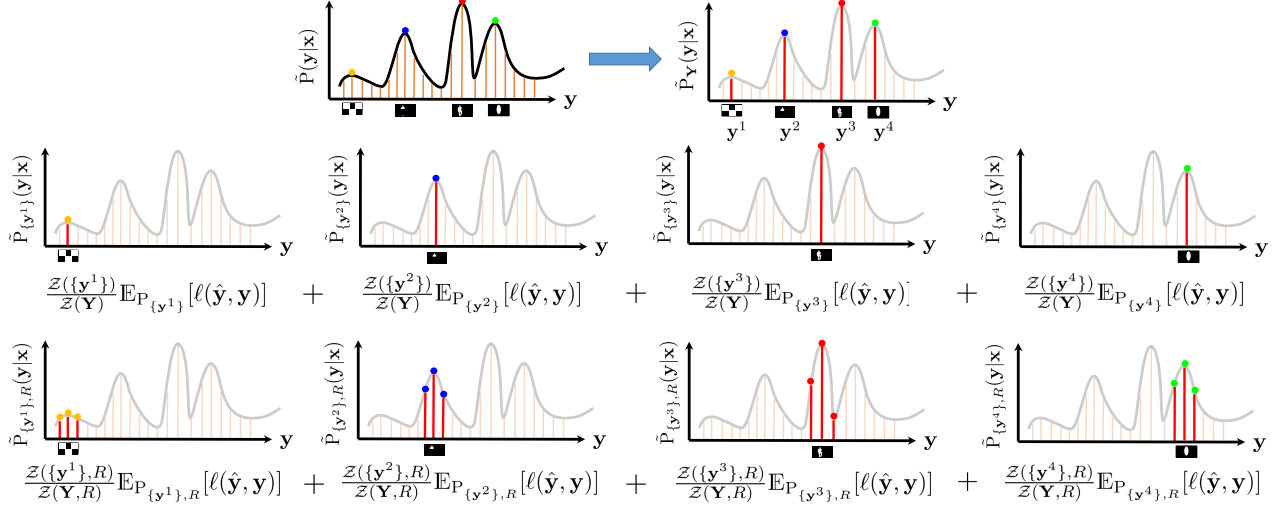 P̃(y|x) y P̃_Y(y|x) y
y¹ y² y³ y⁴
P̃_{y¹}(y|x) y P̃_{y²}(y|x) y P̃_{y³}(y|x) y P̃_{y⁴}(y|x) y
Z({y¹})/Z(Y) 𝔼_{P_{y¹}}[ℓ(ŷ, y)] + Z({y²})/Z(Y) 𝔼_{P_{y²}}[ℓ(ŷ, y)] + Z({y³})/Z(Y) 𝔼_{P_{y³}}[ℓ(ŷ, y)] + Z({y⁴})/Z(Y) 𝔼_{P_{y⁴}}[ℓ(ŷ, y)]
P̃_{y¹},R(y|x) y P̃_{y²},R(y|x) y P̃_{y³},R(y|x) y P̃_{y⁴},R(y|x) y
Z({y¹},R)/Z(Y,R) 𝔼_{P_{y¹},R}[ℓ(ŷ, y)] + Z({y²},R)/Z(Y,R) 𝔼_{P_{y²},R}[ℓ(ŷ, y)] + Z({y³},R)/Z(Y,R) 𝔼_{P_{y³},R}[ℓ(ŷ, y)] + Z({y⁴},R)/Z(Y,R) 𝔼_{P_{y⁴},R}[ℓ(ŷ, y)]